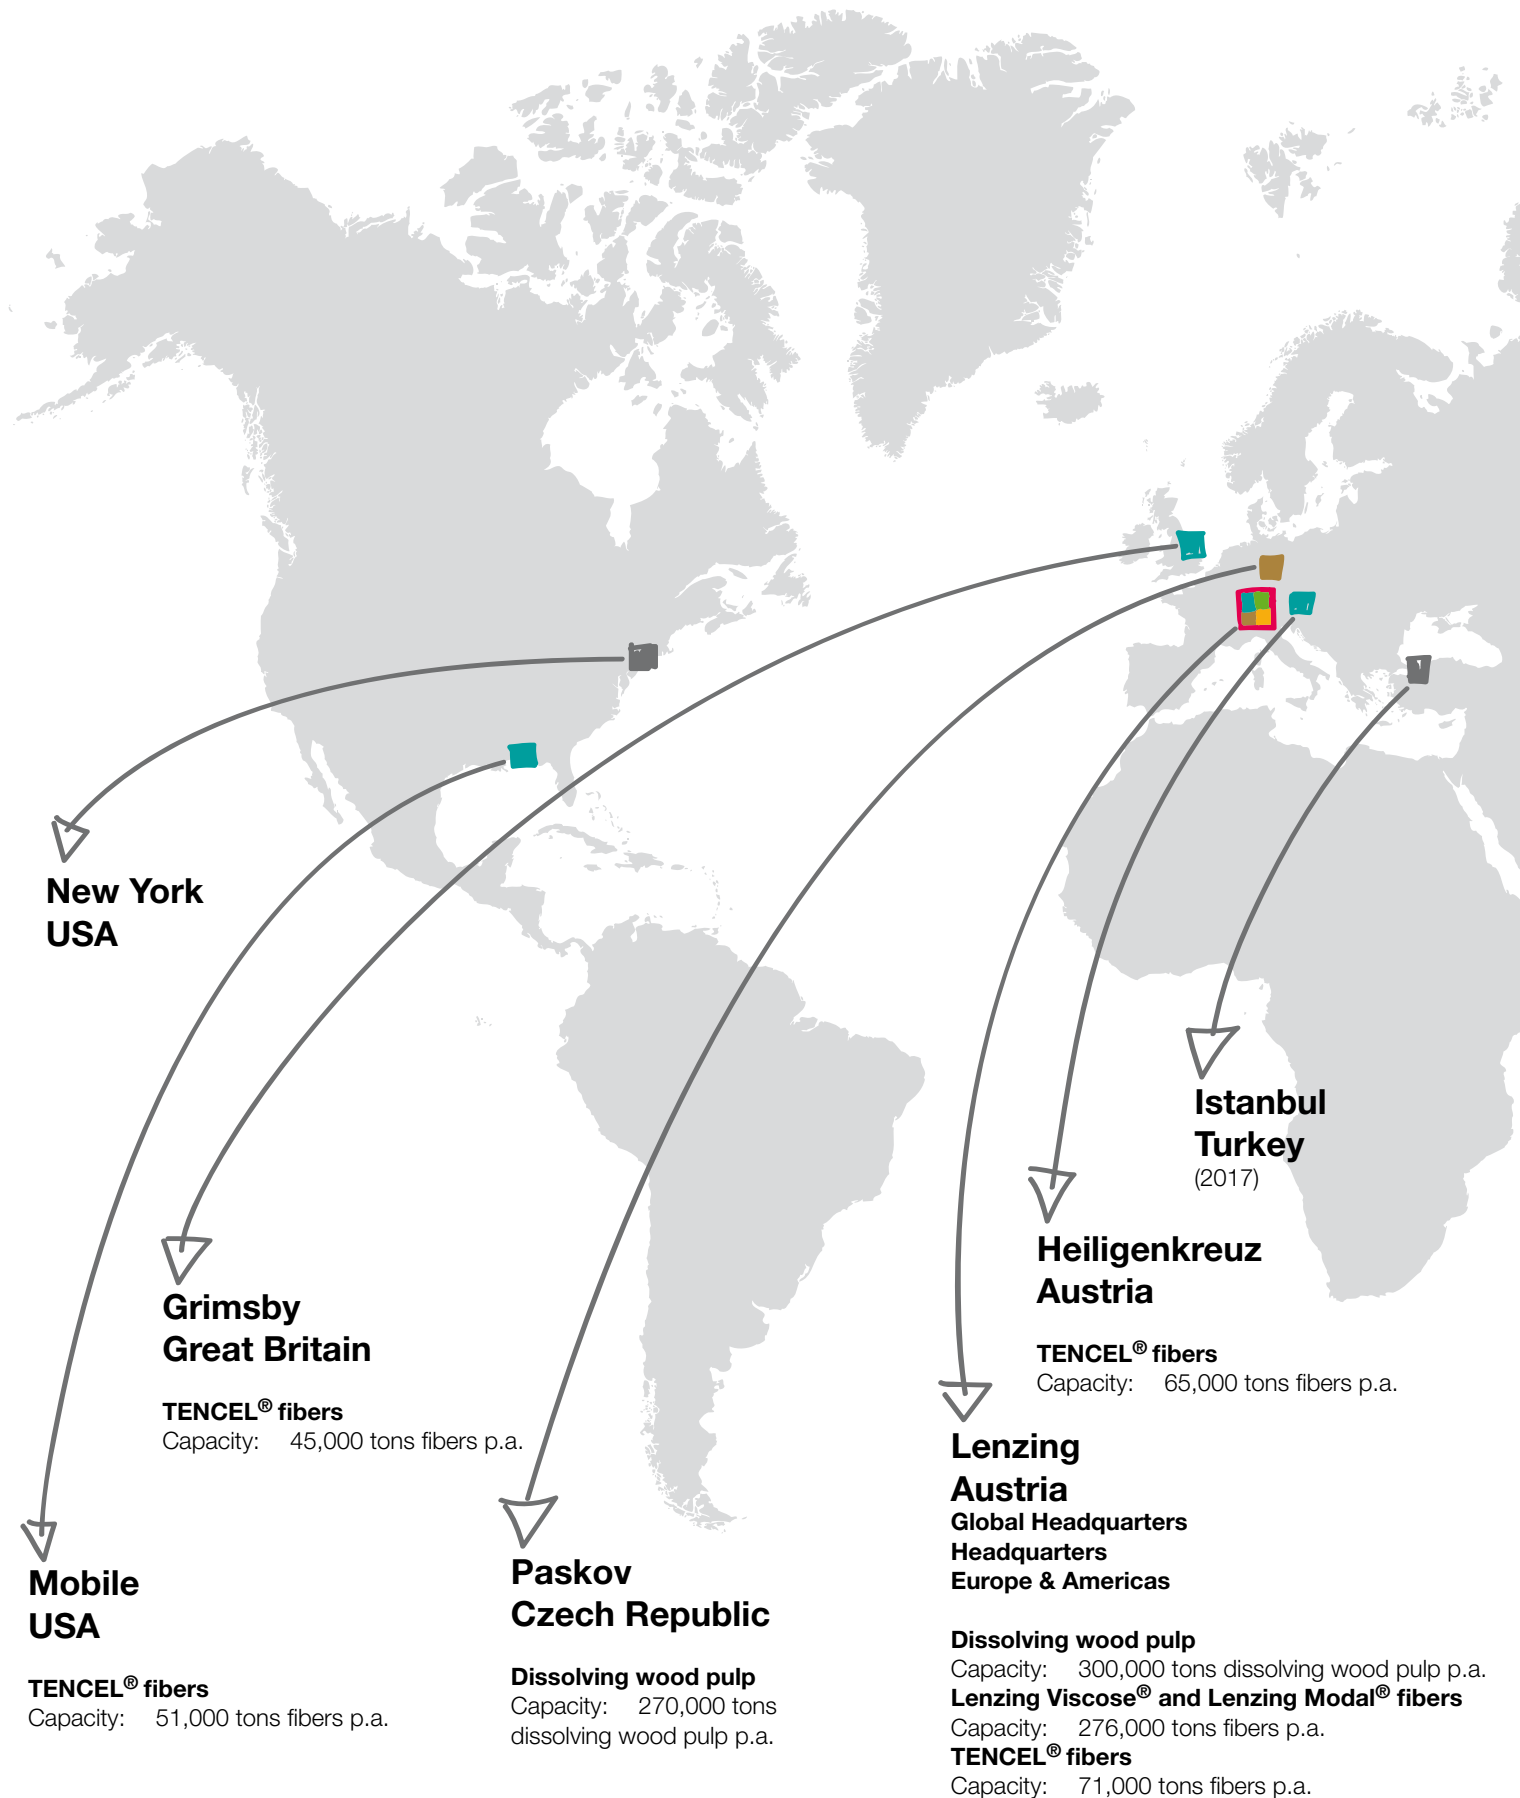 New York
USA
Istanbul
Turkey
(2017)
Heiligenkreuz
Austria
TENCEL® fibers
Capacity: 65,000 tons fibers p.a.
Grimsby
Great Britain
TENCEL® fibers
Capacity: 45,000 tons fibers p.a.
Mobile
USA
TENCEL® fibers
Capacity: 51,000 tons fibers p.a.
Paskov
Czech Republic
Dissolving wood pulp
Capacity: 270,000 tons
dissolving wood pulp p.a.
Lenzing
Austria
Global Headquarters
Headquarters
Europe & Americas
Dissolving wood pulp
Capacity: 300,000 tons dissolving wood pulp p.a.
Lenzing Viscose® and Lenzing Modal® fibers
Capacity: 276,000 tons fibers p.a.
TENCEL® fibers
Capacity: 71,000 tons fibers p.a.